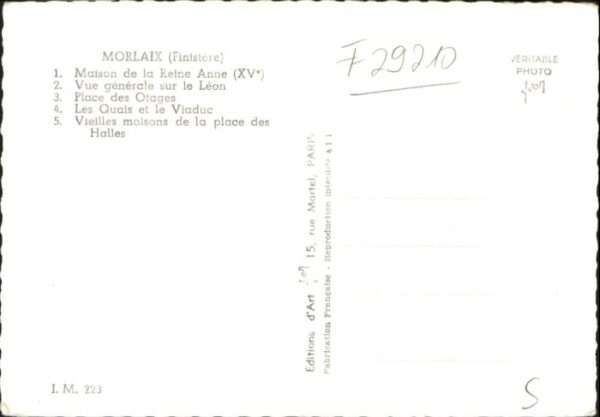 MORLAIX (Finistère)
1. Maison de la Reine Anne (XVe)
2. Vue générale sur le Léon
3. Place des Otages
4. Les Quais et le Viaduc
5. Vieilles maisons de la place des
Halles
I. M. 223
Editions d'Art 15, rue Martel, PARIS
Fabrication Française - Reproduction interdite
F29210
VÉRITABLE
PHOTO
S